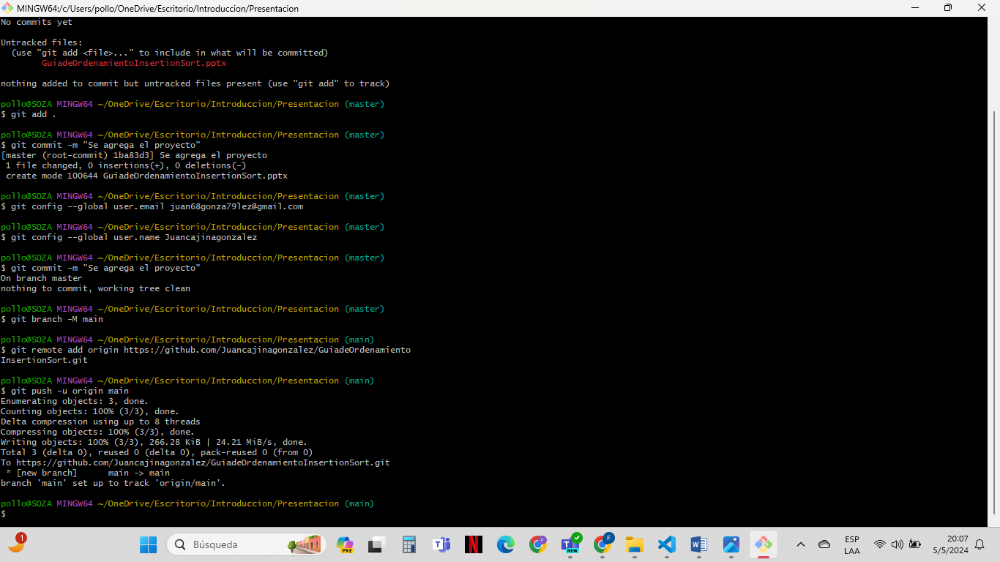 MINGW64:/c/Users/pollo/OneDrive/Escritorio/Introduccion/Presentacion
No commits yet
Untracked files:
(use "git add <file>..." to include in what will be committed)
GuiadeOrdenamientoInsertionSort.pptx
nothing added to commit but untracked files present (use "git add" to track)
pollo@SOZA MINGW64 ~/OneDrive/Escritorio/Introduccion/Presentacion (master)
$ git add .
pollo@SOZA MINGW64 ~/OneDrive/Escritorio/Introduccion/Presentacion (master)
$ git commit -m "Se agrega el proyecto"
[master (root-commit) 1ba83d3] Se agrega el proyecto
1 file changed, 0 insertions(+), 0 deletions(-)
create mode 100644 GuiadeOrdenamientoInsertionSort.pptx
pollo@SOZA MINGW64 ~/OneDrive/Escritorio/Introduccion/Presentacion (master)
$ git config --global user.email juan68gonza79lez@gmail.com
pollo@SOZA MINGW64 ~/OneDrive/Escritorio/Introduccion/Presentacion (master)
$ git config --global user.name Juancajinagonzalez
pollo@SOZA MINGW64 ~/OneDrive/Escritorio/Introduccion/Presentacion (master)
$ git commit -m "Se agrega el proyecto"
On branch master
nothing to commit, working tree clean
pollo@SOZA MINGW64 ~/OneDrive/Escritorio/Introduccion/Presentacion (master)
$ git branch -M main
pollo@SOZA MINGW64 ~/OneDrive/Escritorio/Introduccion/Presentacion (main)
$ git remote add origin https://github.com/Juancajinagonzalez/GuiadeOrdenamiento
InsertionSort.git
pollo@SOZA MINGW64 ~/OneDrive/Escritorio/Introduccion/Presentacion (main)
$ git push -u origin main
Enumerating objects: 3, done.
Counting objects: 100% (3/3), done.
Delta compression using up to 8 threads
Compressing objects: 100% (3/3), done.
Writing objects: 100% (3/3), 266.28 KiB | 24.21 MiB/s, done.
Total 3 (delta 0), reused 0 (delta 0), pack-reused 0 (from 0)
To https://github.com/Juancajinagonzalez/GuiadeOrdenamientoInsertionSort.git
* [new branch]      main -> main
branch 'main' set up to track 'origin/main'.
pollo@SOZA MINGW64 ~/OneDrive/Escritorio/Introduccion/Presentacion (main)
$
1
Búsqueda
PRE
NEW
F
ESP
LAA
20:07
5/5/2024